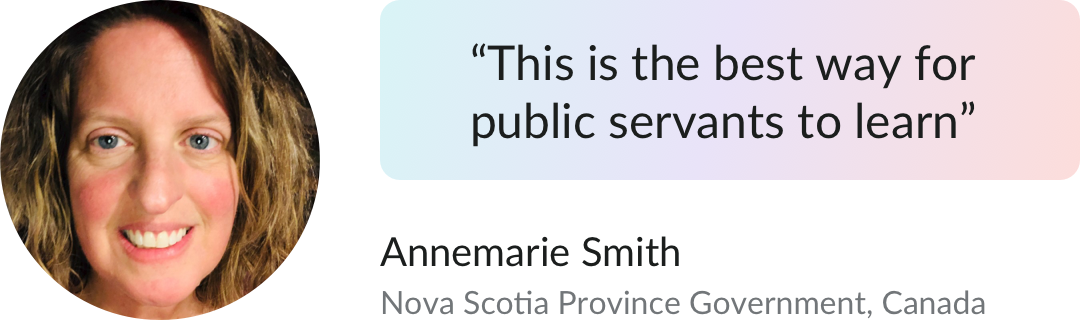 “This is the best way for
public servants to learn”
Annemarie Smith
Nova Scotia Province Government, Canada